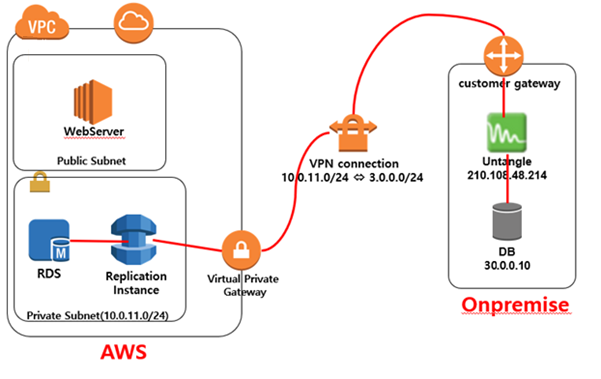 VPC
WebServer
Public Subnet
RDS
M
Replication
Instance
Private Subnet(10.0.11.0/24)
AWS
Virtual Private
Gateway
VPN connection
10.0.11.0/24 ⇔ 3.0.0.0/24
customer gateway
Untangle
210.108.48.214
DB
30.0.0.10
Onpremise